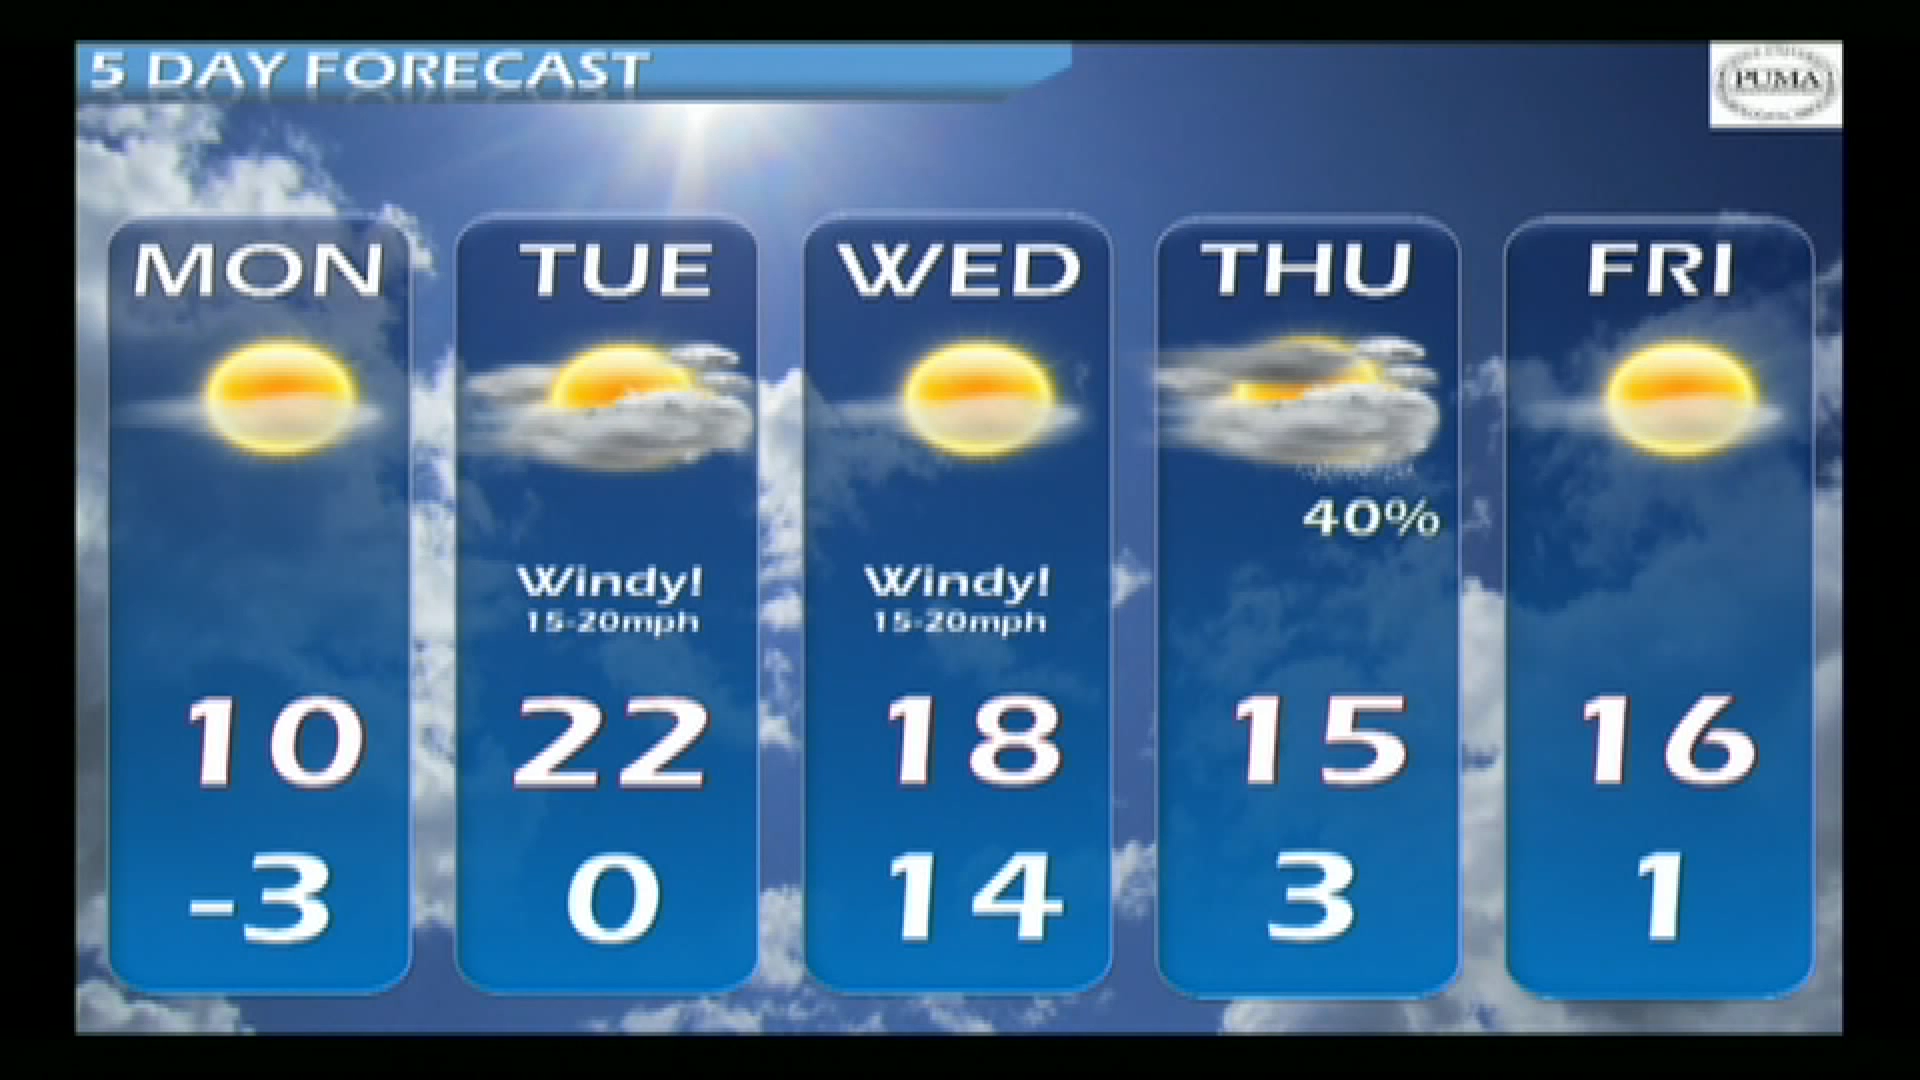 5 DAY FORECAST
PUMA
MON
TUE
WED
THU
FRI
40%
Windy!
15-20mph
Windy!
15-20mph
10
22
18
15
16
-3
0
14
3
1